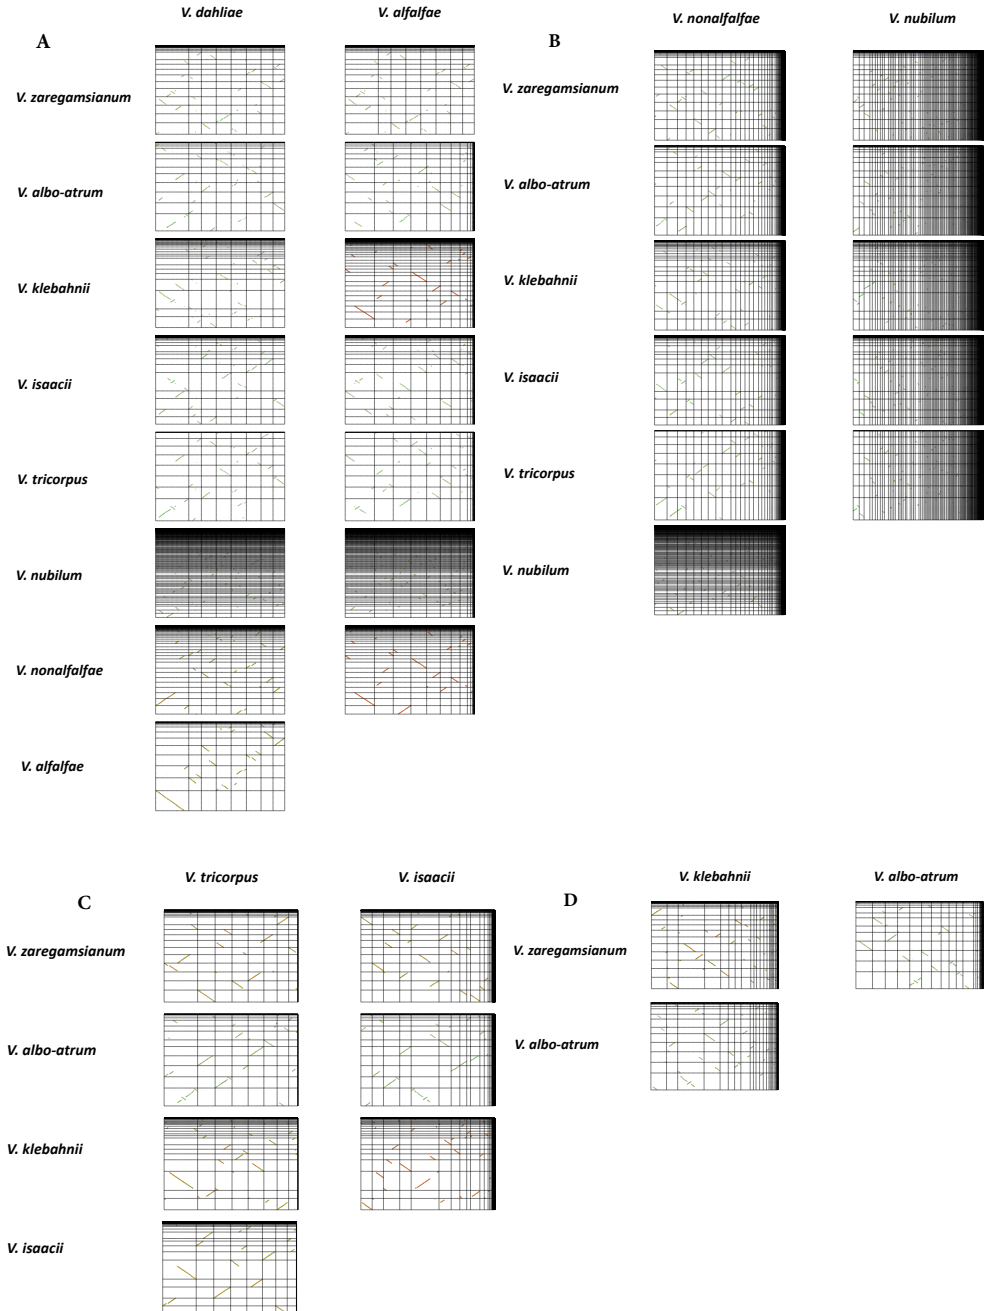 V. dahliae
V. alfalfae
A
V. zaregamsianum
V. albo-atrum
V. klebahnii
V. isaacii
V. tricorpus
V. nubilum
V. nonalfalfae
V. alfalfae
V. nonalfalfae
V. nubilum
B
V. zaregamsianum
V. albo-atrum
V. klebahnii
V. isaacii
V. tricorpus
V. nubilum
V. tricorpus
V. isaacii
C
V. zaregamsianum
V. albo-atrum
V. klebahnii
V. isaacii
V. klebahnii
V. albo-atrum
D
V. zaregamsianum
V. albo-atrum